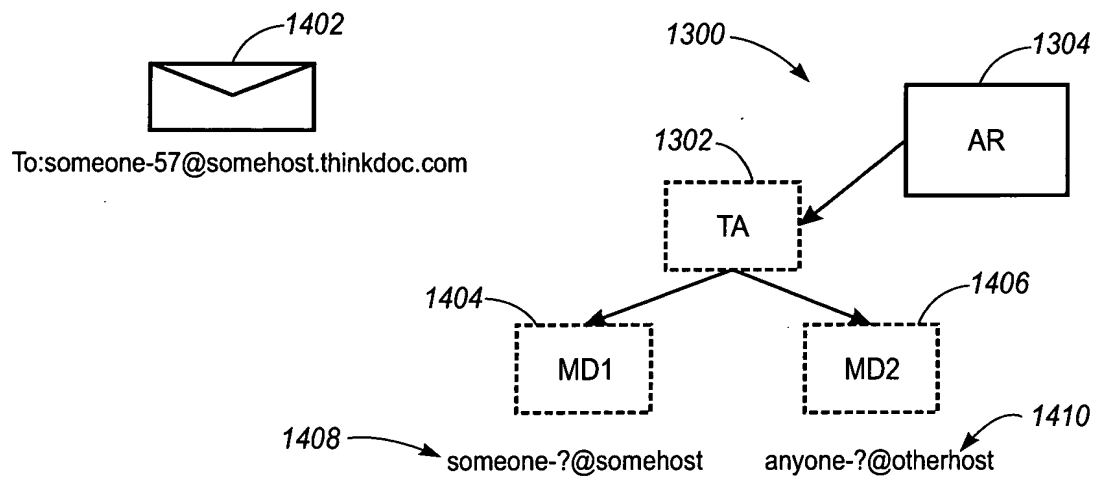 1402
1300
1304
AR
To:someone-57@somehost.thinkdoc.com
1302
TA
1404
1406
MD1
MD2
1408
1410
someone-?@somehost
anyone-?@otherhost